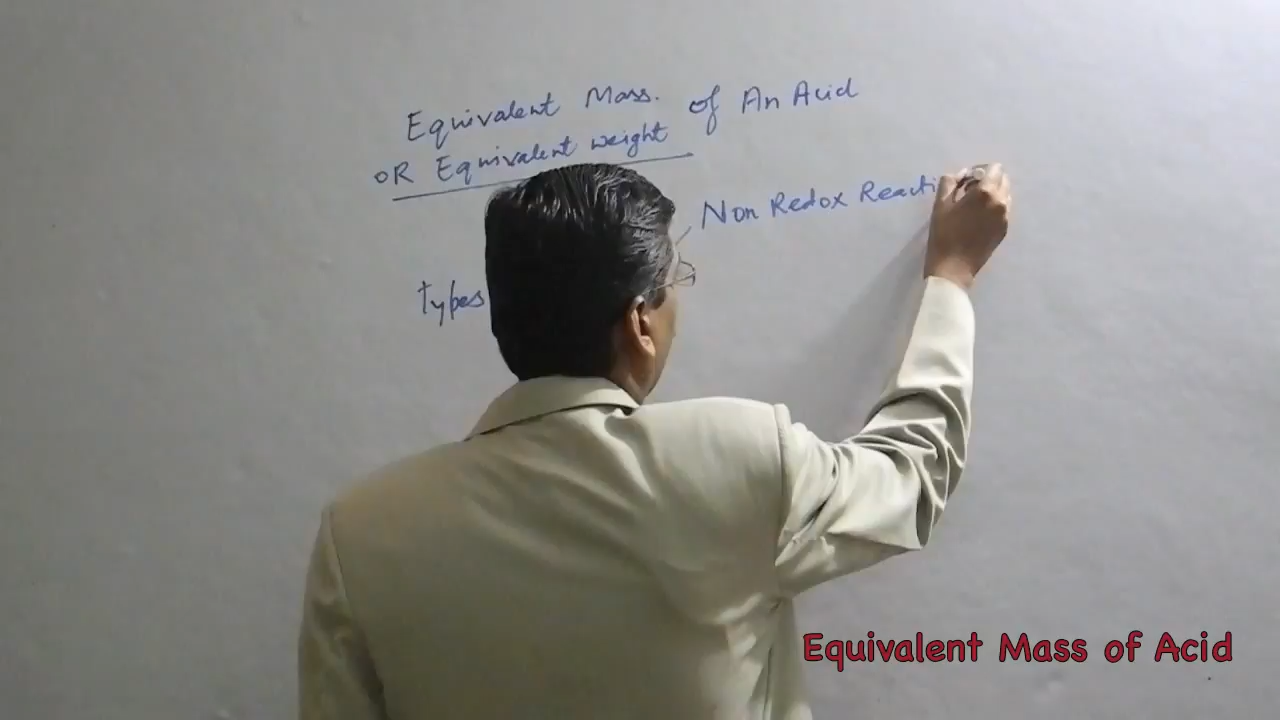 Equivalent Mass. of An Acid
OR Equivalent weight
Non Redox Reacti
Types
Equivalent Mass of Acid